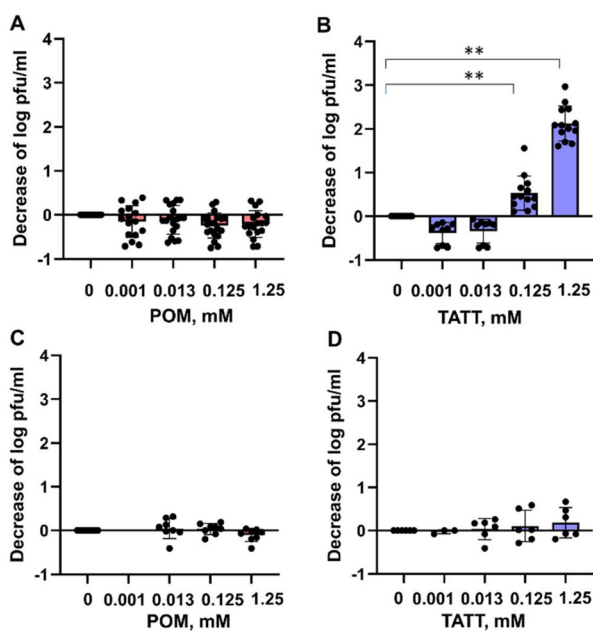 A
Decrease of log pfu/ml
4
3
2
1
0
-1
0 0.001 0.013 0.125 1.25
POM, mM
B
Decrease of log pfu/ml
4
3
2
1
0
-1
**
**
0 0.001 0.013 0.125 1.25
TATT, mM
C
Decrease of log pfu/ml
4
3
2
1
0
-1
0 0.001 0.013 0.125 1.25
POM, mM
D
Decrease of log pfu/ml
4
3
2
1
0
-1
0 0.001 0.013 0.125 1.25
TATT, mM